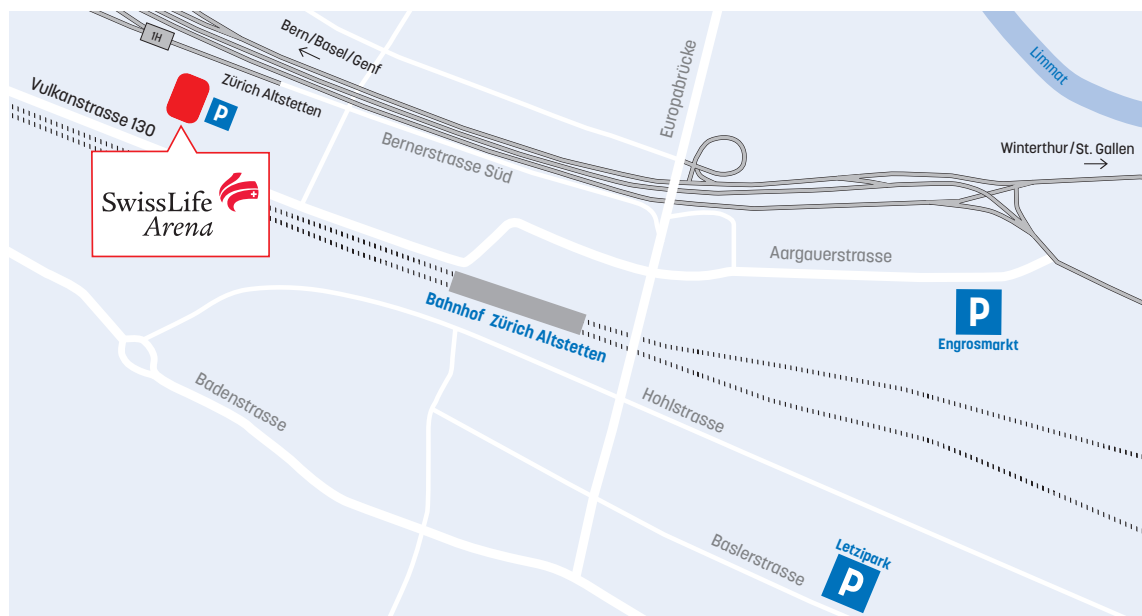 1H
Bern/Basel/Genf
Europabrücke
Limmat
Zürich Altstetten
P
Vulkanstrasse 130
Bernerstrasse Süd
Winterthur/St. Gallen
SwissLife
Arena
Aargauerstrasse
Bahnhof Zürich Altstetten
P
Engrosmarkt
Badenstrasse
Hohlstrasse
Baslerstrasse
Letzipark
P